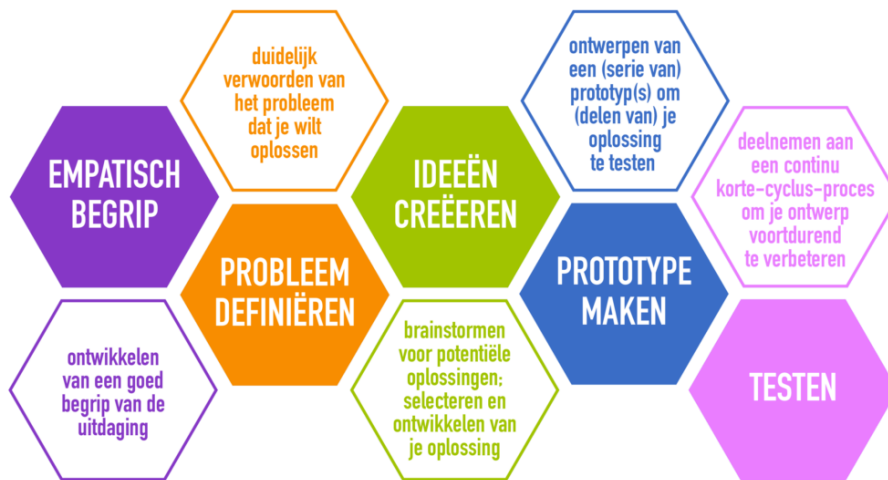 EMPATISCH
BEGRIP
ontwikkelen
van een goed
begrip van de
uitdaging
duidelijk
verwoorden van
het probleem
dat je wilt
oplossen
PROBLEEM
DEFINIËREN
IDEEËN
CREËEREN
brainstormen
voor potentiële
oplossingen;
selecteren en
ontwikkelen van
je oplossing
ontwerpen van
een (serie van)
prototyp(s) om
(delen van) je
oplossing
te testen
PROTOTYPE
MAKEN
deelnemen aan
een continu
korte-cyclus-proces
om je ontwerp
voortdurend
te verbeteren
TESTEN